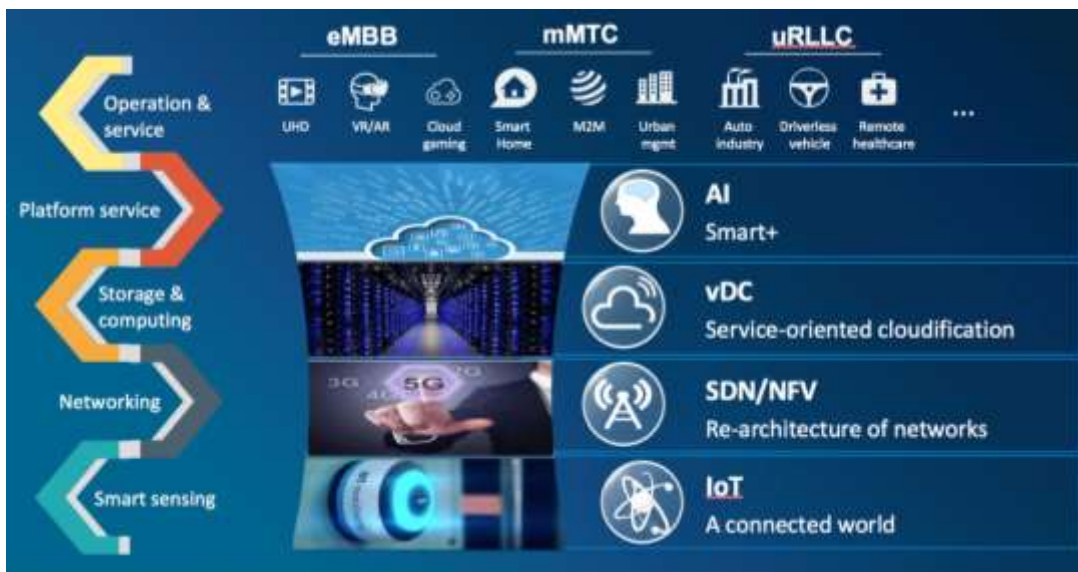 eMBB
mMTC
uRLLC
Operation &
service
UHD
VR/AR
Cloud
gaming
Smart
Home
M2M
Urban
mgmt
Auto
industry
Driverless
vehicle
Remote
healthcare
...
Platform service
AI
Smart+
Storage &
computing
vDC
Service-oriented cloudification
Networking
3G
4G
5G
2G
SDN/NFV
Re-architecture of networks
Smart sensing
IoT
A connected world